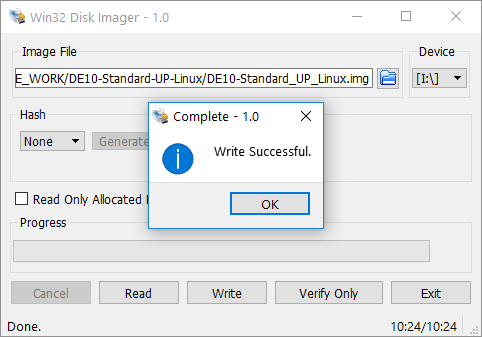 Win32 Disk Imager - 1.0
Image File
Device
E_WORK/DE10-Standard-UP-Linux/DE10-Standard_UP_Linux.img
[I:\]
Hash
None
Generate
Complete - 1.0
Write Successful.
OK
Read Only Allocated
Progress
Cancel
Read
Write
Verify Only
Exit
Done.
10:24/10:24